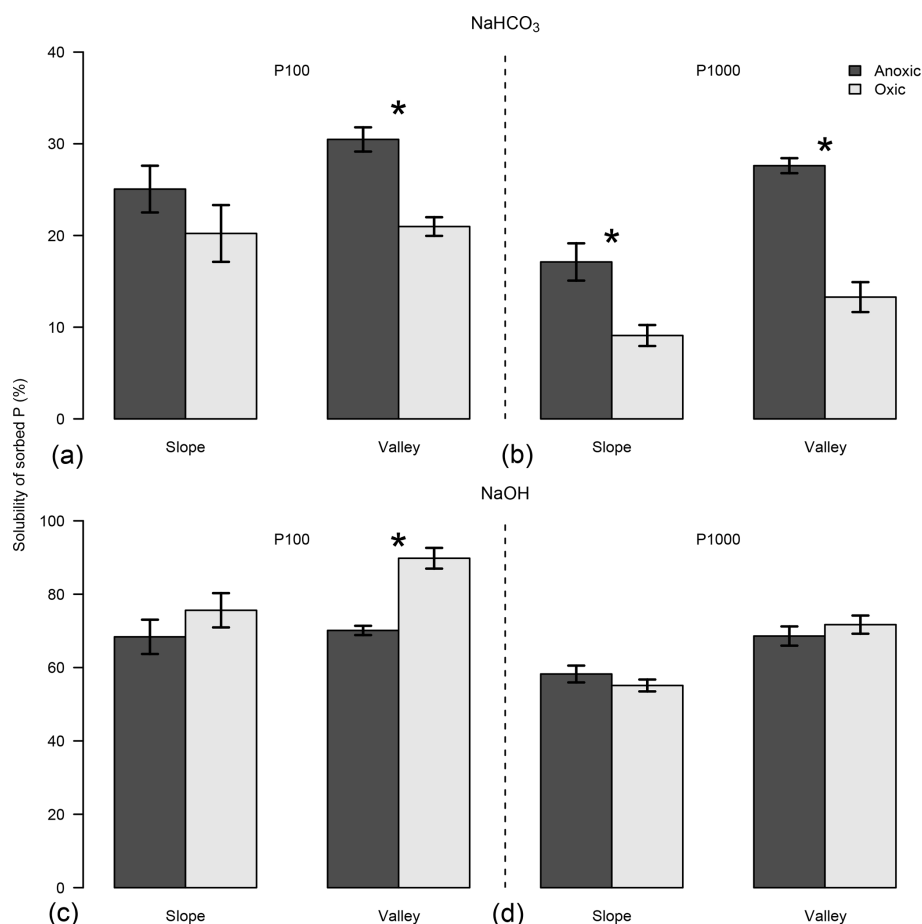 NaHCO₃
P100
P1000
Anoxic
Oxic
40
30
20
10
0
*
*
*
(a)
Slope
Valley
(b)
Slope
Valley
Solubility of sorbed P (%)
NaOH
P100
P1000
100
80
60
40
20
0
*
(c)
Slope
Valley
(d)
Slope
Valley